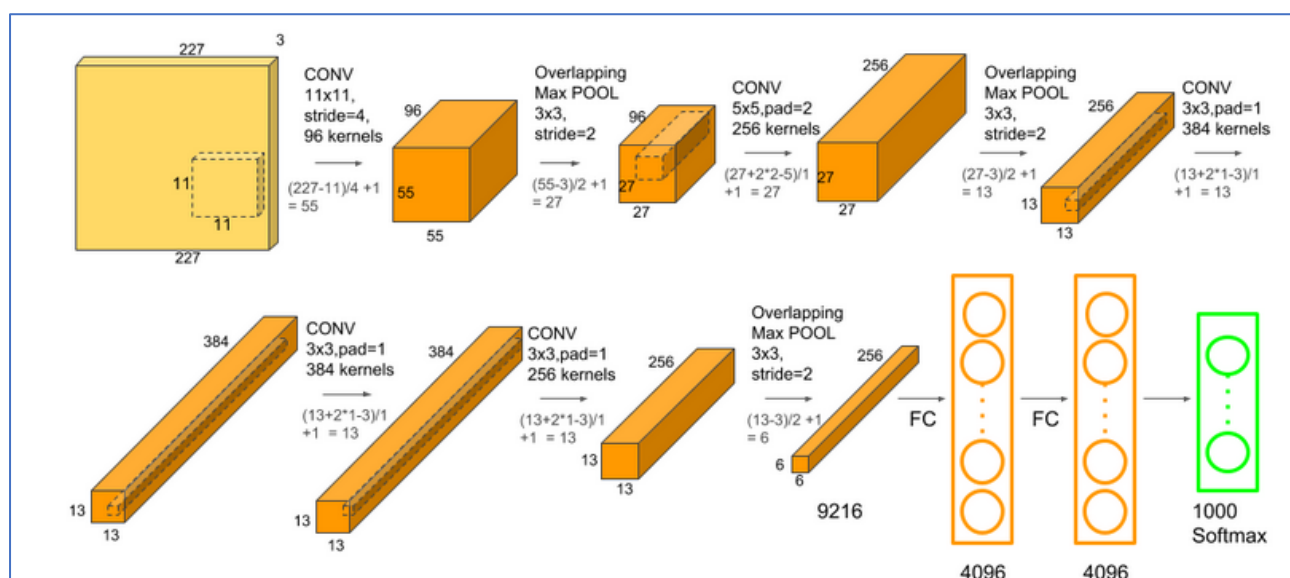 227
3
11
11
227
CONV
11x11,
stride=4,
96 kernels
(227-11)/4 +1
= 55
96
55
55
Overlapping
Max POOL
3x3,
stride=2
(55-3)/2 +1
= 27
96
27
27
CONV
5x5,pad=2
256 kernels
(27+2*2-5)/1
+1 = 27
256
27
27
Overlapping
Max POOL
3x3,
stride=2
(27-3)/2 +1
= 13
256
13
13
CONV
3x3,pad=1
384 kernels
(13+2*1-3)/1
+1 = 13
384
13
13
CONV
3x3,pad=1
384 kernels
(13+2*1-3)/1
+1 = 13
384
13
13
CONV
3x3,pad=1
256 kernels
(13+2*1-3)/1
+1 = 13
256
13
13
Overlapping
Max POOL
3x3,
stride=2
(13-3)/2 +1
= 6
256
6
6
9216
FC
4096
FC
4096
1000
Softmax